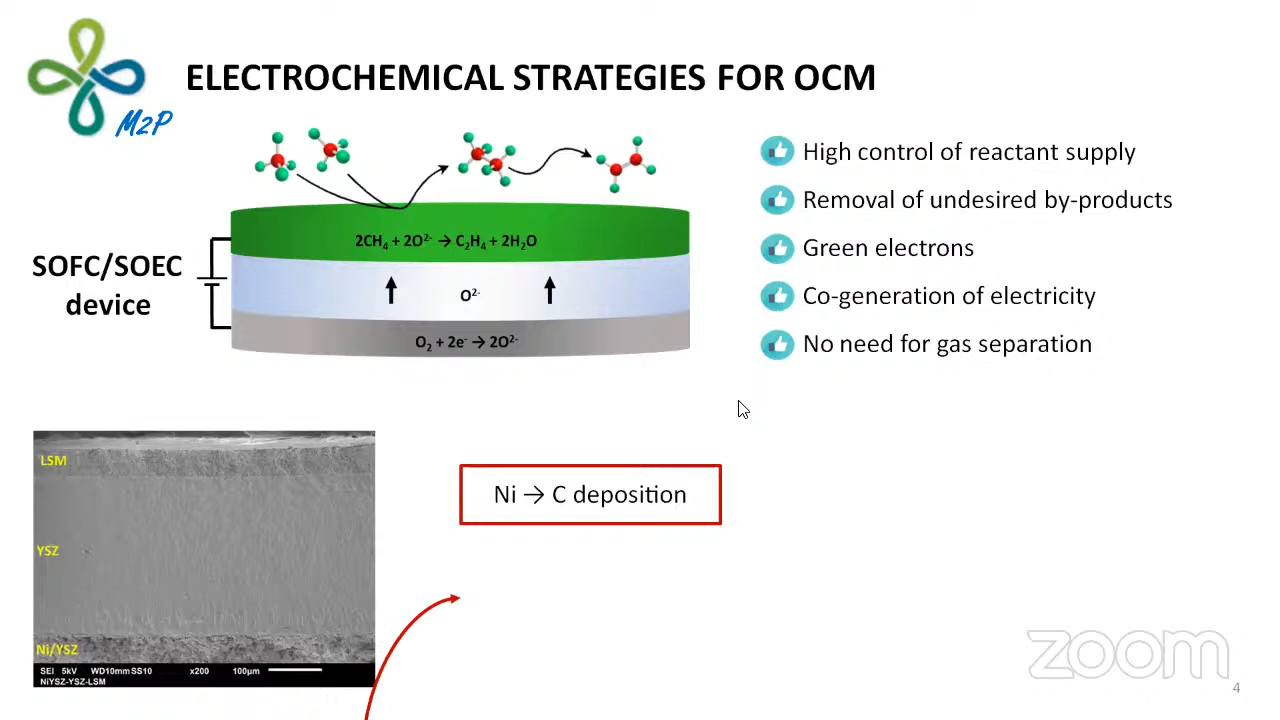 M2P
ELECTROCHEMICAL STRATEGIES FOR OCM
SOFC/SOEC
device
2CH₄ + 2O²⁻ → C₂H₄ + 2H₂O
O²⁻
O₂ + 2e⁻ → 2O²⁻
High control of reactant supply
Removal of undesired by-products
Green electrons
Co-generation of electricity
No need for gas separation
LSM
YSZ
Ni/YSZ
SEI 5kV WD10mm SS10 x200 100µm
NiYSZ-YSZ-LSM
Ni → C deposition
zoom
4